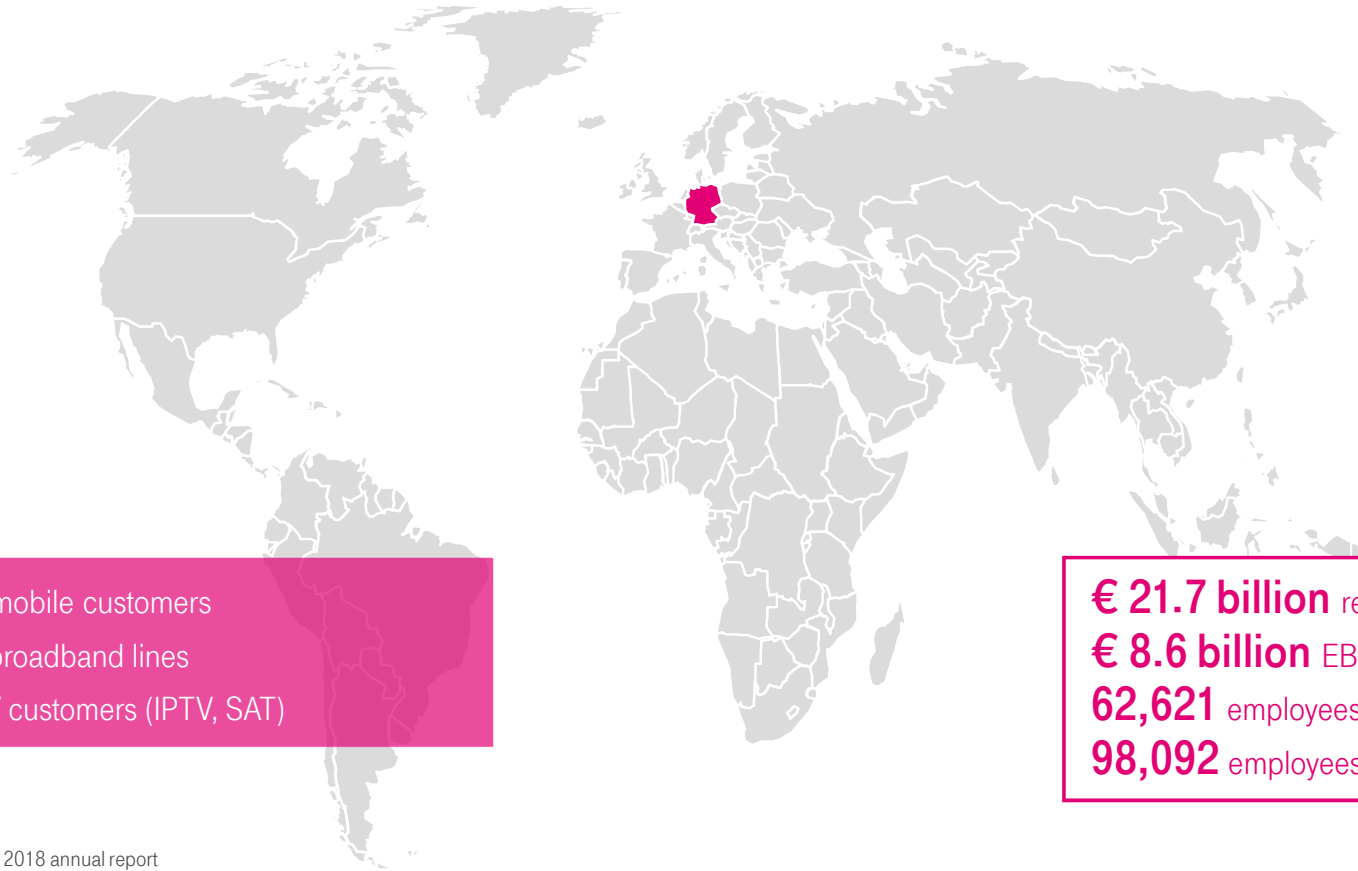 mobile customers
broadband lines
customers (IPTV, SAT)
€ 21.7 billion
€ 8.6 billion
62,621 employees
98,092 employees
2018 annual report